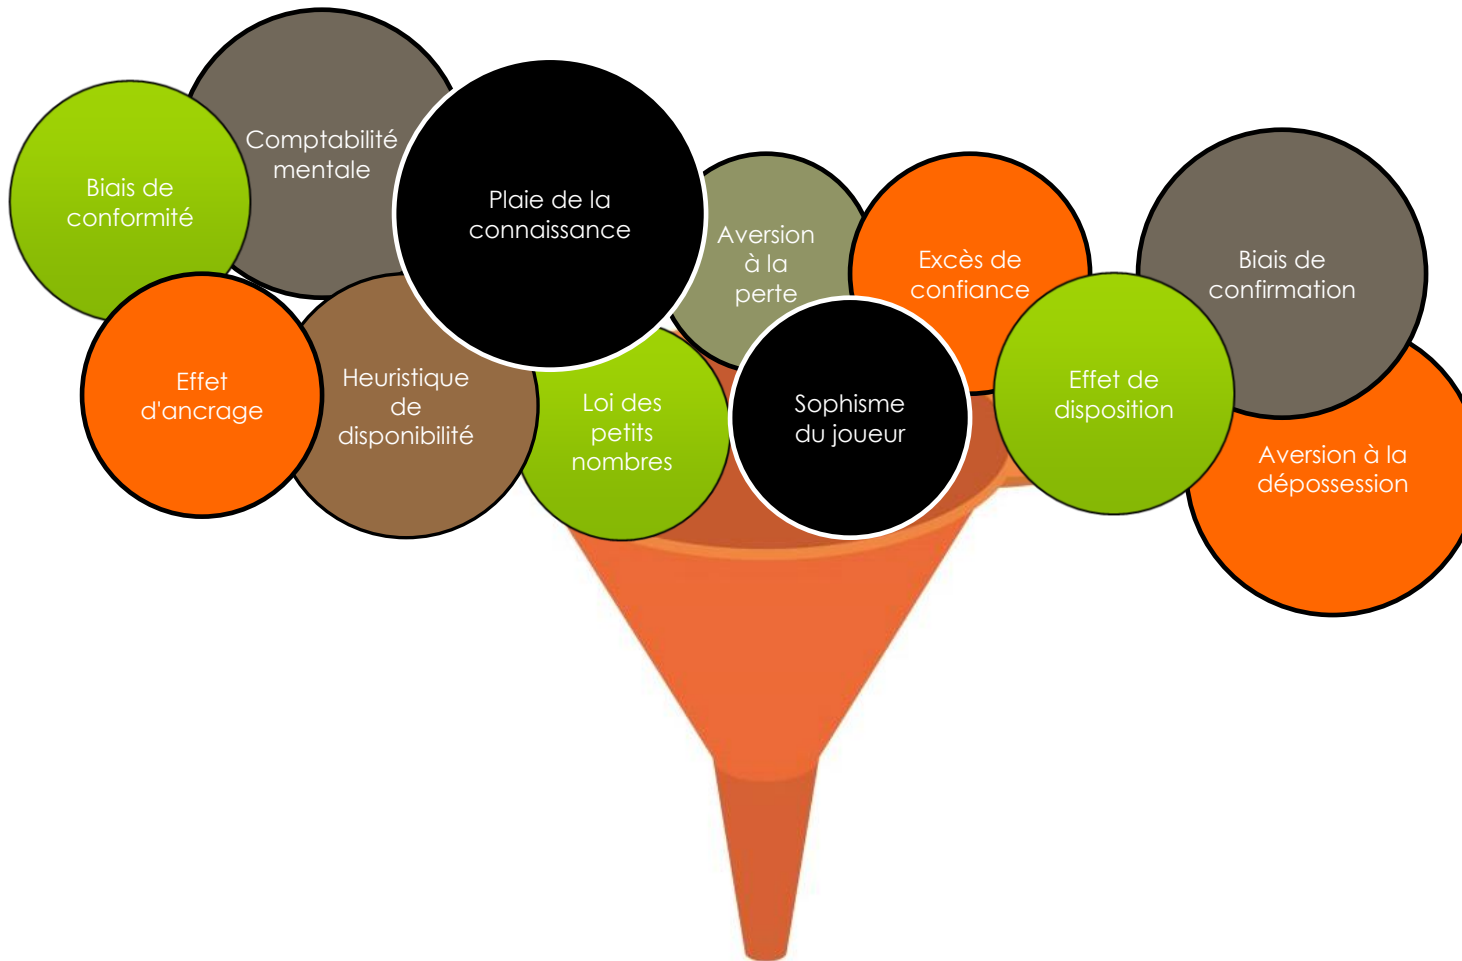 Biais de
conformité
Comptabilité
mentale
Plaie de la
connaissance
Aversion
à la
perte
Excès de
confiance
Biais de
confirmation
Effet
d'ancrage
Heuristique
de
disponibilité
Loi des
petits
nombres
Sophisme
du joueur
Effet de
disposition
Aversion à la
dépossession